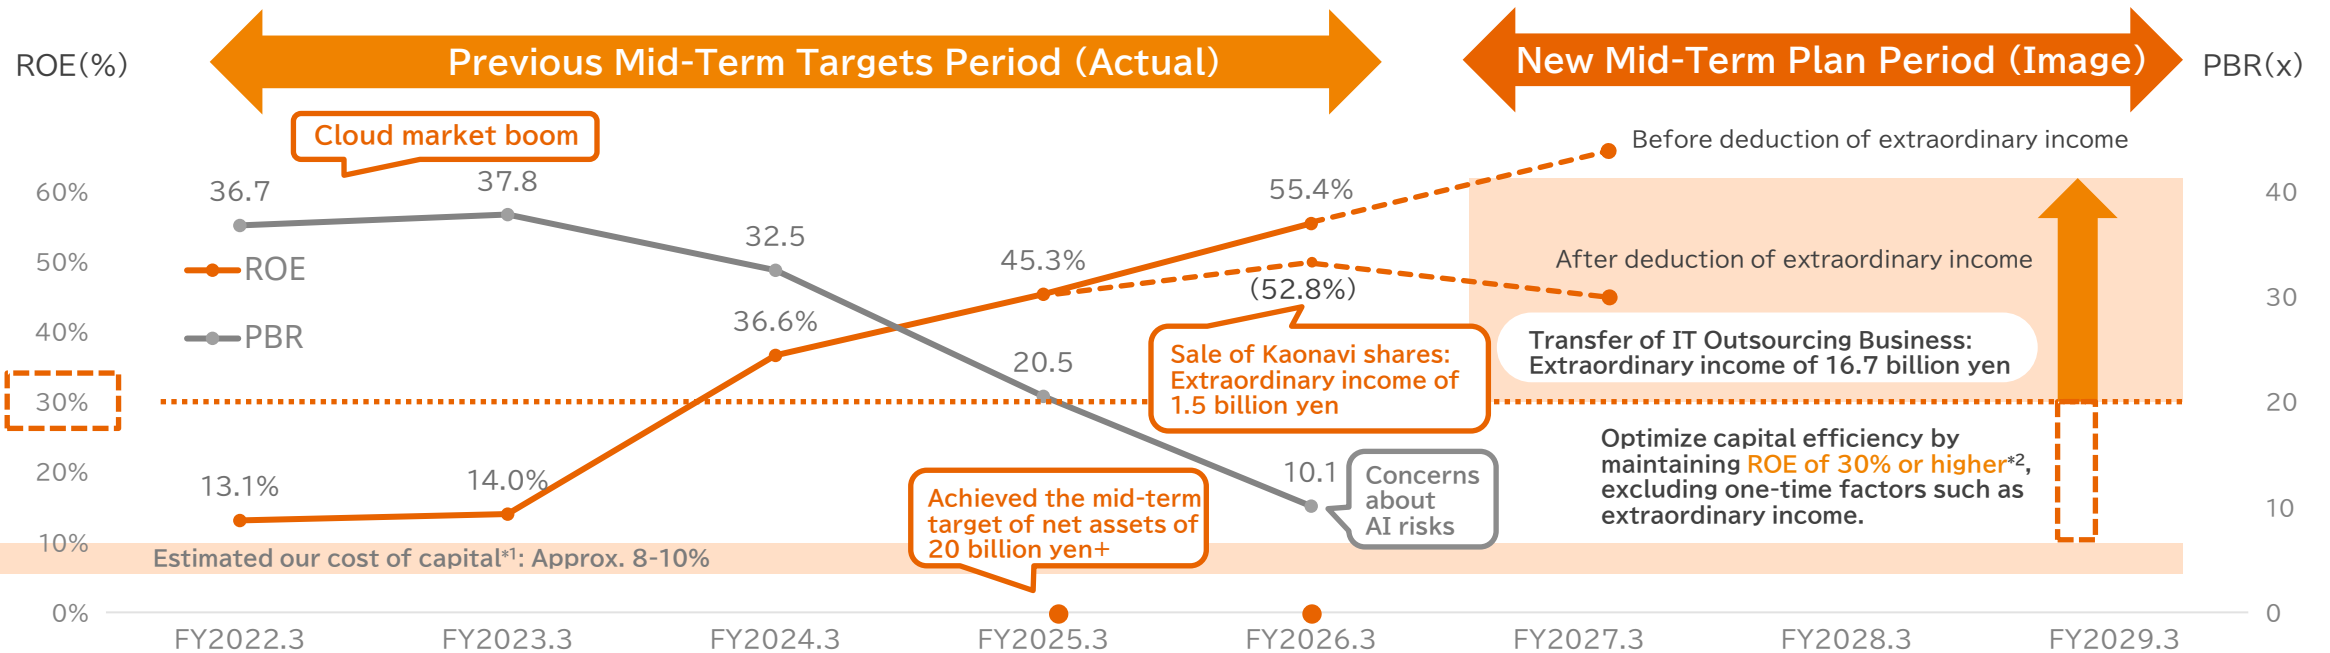 Previous Mid-Term Targets Period (Actual)
New Mid-Term Plan Period (Image)
ROE(%)
PBR(x)
Cloud market boom
Before deduction of extraordinary income
60%
36.7
37.8
55.4%
40
32.5
50%
ROE
45.3%
After deduction of extraordinary income
(52.8%)
30
40%
PBR
36.6%
20.5
Sale of Kaonavi shares:
Extraordinary income of
1.5 billion yen
Transfer of IT Outsourcing Business:
Extraordinary income of 16.7 billion yen
30%
20
Optimize capital efficiency by
maintaining ROE of 30% or higher*2,
excluding one-time factors such as
extraordinary income.
20%
13.1%
14.0%
10.1
Concerns
about
AI risks
Achieved the mid-term
target of net assets of
20 billion yen+
10
10%
Estimated our cost of capital*1: Approx. 8-10%
0%
0
FY2022.3
FY2023.3
FY2024.3
FY2025.3
FY2026.3
FY2027.3
FY2028.3
FY2029.3